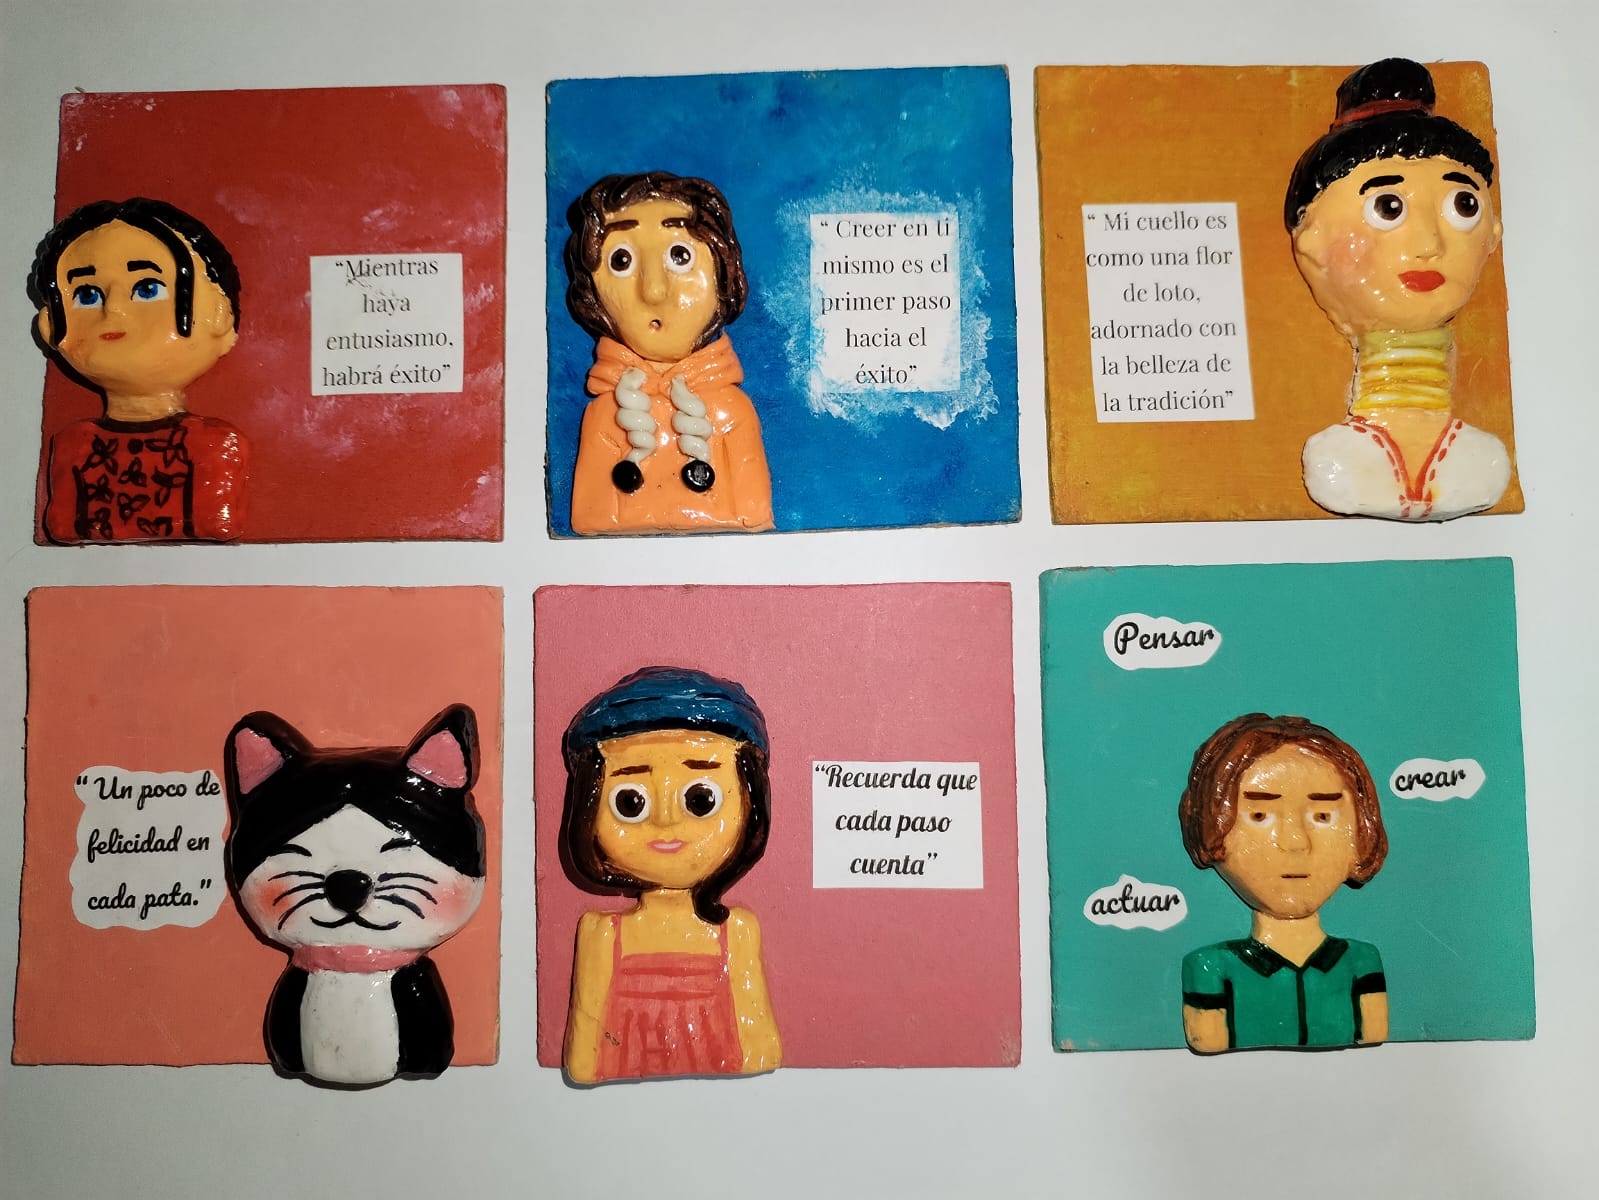 “Mientras
haya
entusiasmo,
habrá éxito”
“ Creer en ti
mismo es el
primer paso
hacia el
éxito”
“ Mi cuello es
como una flor
de loto,
adornado con
la belleza de
la tradición”
“ Un poco de
felicidad en
cada pata.”
“Recuerda que
cada paso
cuenta”
Pensar
crear
actuar